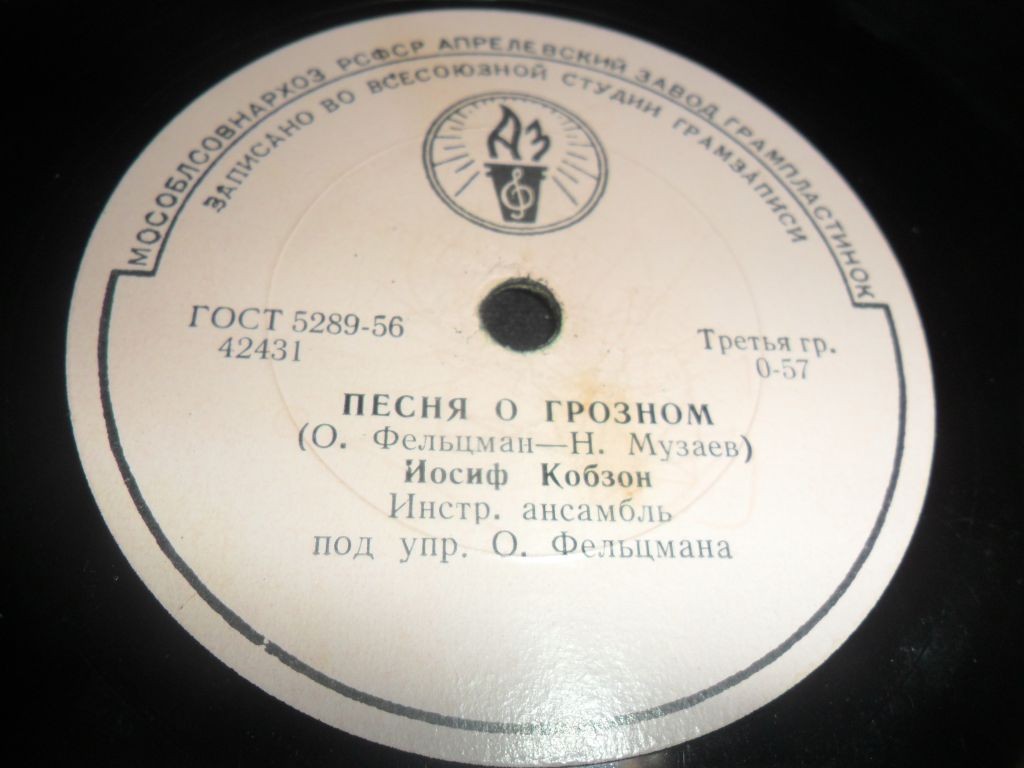 МОСОБЛСОВНАРХОЗ РСФСР АПРЕЛЕВСКИЙ ЗАВОД ГРАМПЛАСТИНОК
ЗАПИСАНО ВО ВСЕСОЮЗНОЙ СТУДИИ ГРАМЗАПИСИ
АЗ
ГОСТ 5289-56
42431
Третья гр.
0-57
ПЕСНЯ О ГРОЗНОМ
(О. Фельцман—Н. Музаев)
Иосиф Кобзон
Инстр. ансамбль
под упр. О. Фельцмана